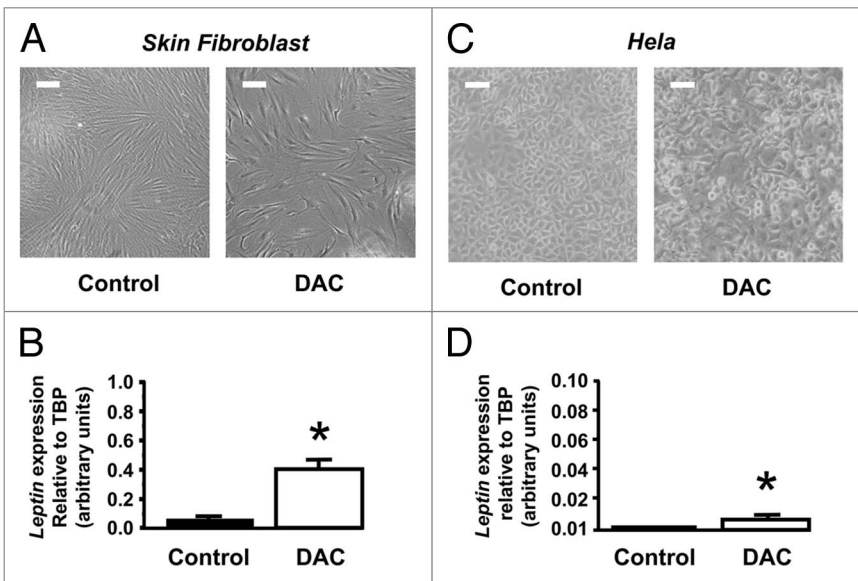 A
Skin Fibroblast
Control
DAC
C
Hela
Control
DAC
B
Leptin expression
Relative to TBP
(arbitrary units)
1.0
0.8
0.6
0.4
0.2
0.0
*
Control
DAC
D
Leptin expression
relative to TBP
(arbitrary units)
0.10
0.08
0.06
0.04
0.02
0.01
*
Control
DAC